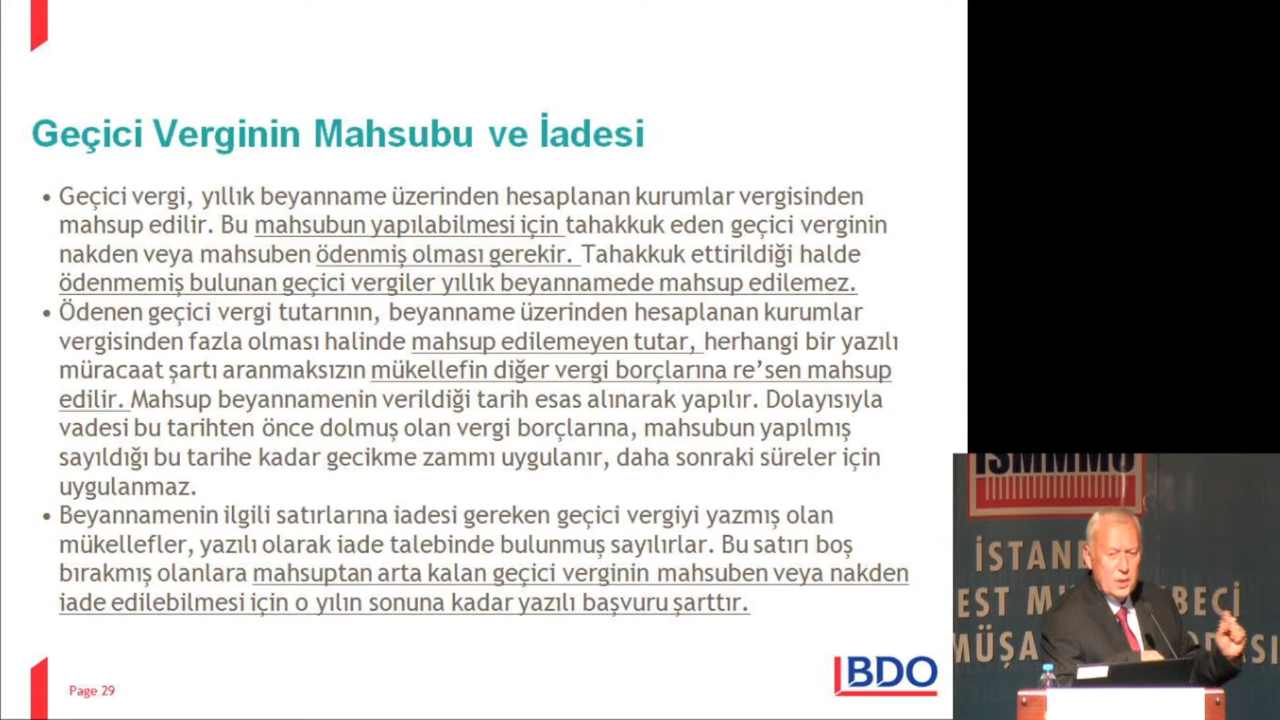 Geçici Verginin Mahsubu ve İadesi
• Geçici vergi, yıllık beyanname üzerinden hesaplanan kurumlar vergisinden
mahsup edilir. Bu mahsubun yapılabilmesi için tahakkuk eden geçici verginin
nakden veya mahsuben ödenmiş olması gerekir. Tahakkuk ettirildiği halde
ödenmemiş bulunan geçici vergiler yıllık beyannamede mahsup edilemez.
• Ödenen geçici vergi tutarının, beyanname üzerinden hesaplanan kurumlar
vergisinden fazla olması halinde mahsup edilemeyen tutar, herhangi bir yazılı
müracaat şartı aranmaksızın mükellefin diğer vergi borçlarına re’sen mahsup
edilir. Mahsup beyannamenin verildiği tarih esas alınarak yapılır. Dolayısıyla
vadesi bu tarihten önce dolmuş olan vergi borçlarına, mahsubun yapılmış
sayıldığı bu tarihe kadar gecikme zammı uygulanır, daha sonraki süreler için
uygulanmaz.
• Beyannamenin ilgili satırlarına iadesi gereken geçici vergiyi yazmış olan
mükellefler, yazılı olarak iade talebinde bulunmuş sayılırlar. Bu satırı boş
bırakmış olanlara mahsuptan arta kalan geçici verginin mahsuben veya nakden
iade edilebilmesi için o yılın sonuna kadar yazılı başvuru şarttır.
Page 29
BDO
İSMMMO
İSTAN
EST M BECİ
MÜŞA ASI